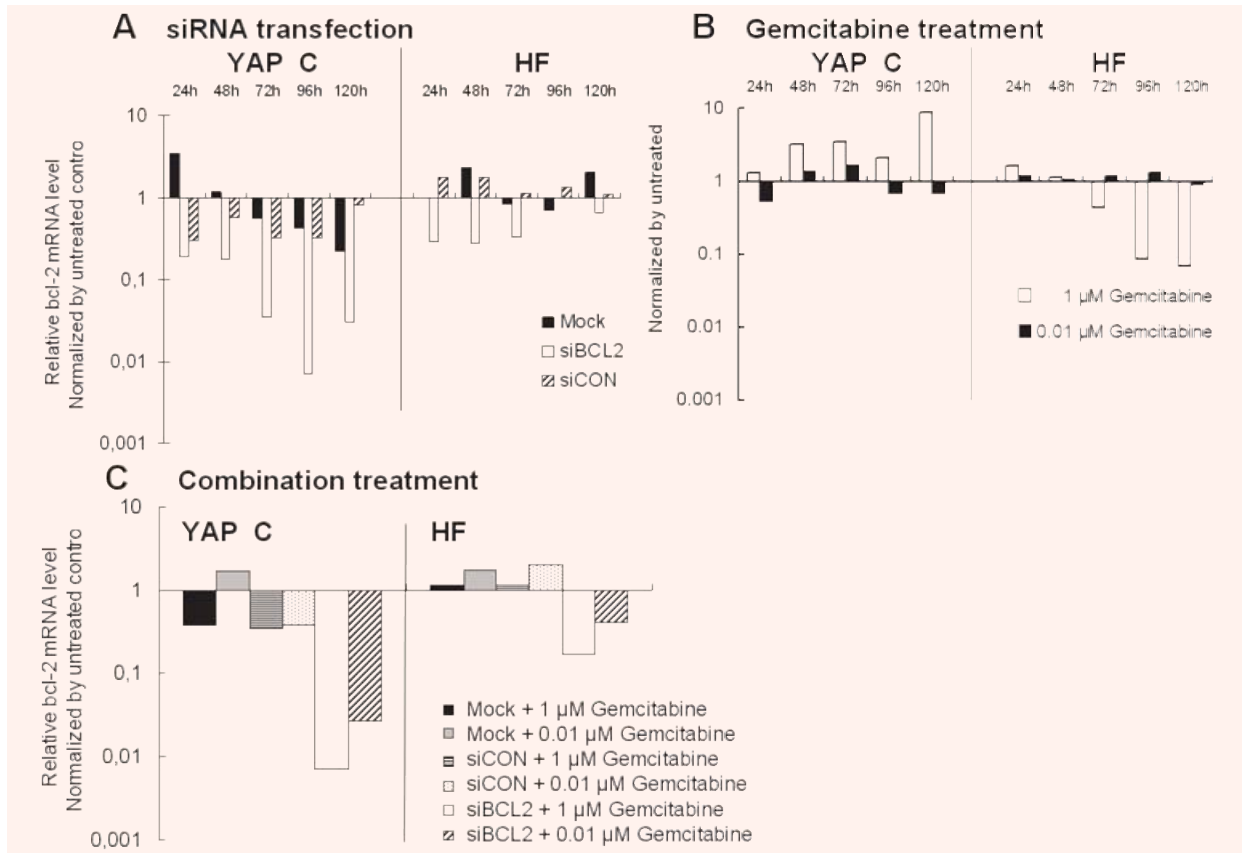 A siRNA transfection
YAP C
HF
24h 48h 72h 96h 120h
24h 48h 72h 96h 120h
10
1
0,1
0,01
0,001
Relative bcl-2 mRNA level
Normalized by untreated contro
Mock
siBCL2
siCON
B Gemcitabine treatment
YAP C
HF
24h 48h 72h 96h 120h
24h 48h 72h 96h 120h
10
1
0.1
0.01
0.001
Normalized by untreated
1 µM Gemcitabine
0.01 µM Gemcitabine
C Combination treatment
YAP C
HF
10
1
0,1
0,01
0,001
Relative bcl-2 mRNA level
Normalized by untreated contro
Mock + 1 µM Gemcitabine
Mock + 0.01 µM Gemcitabine
siCON + 1 µM Gemcitabine
siCON + 0.01 µM Gemcitabine
siBCL2 + 1 µM Gemcitabine
siBCL2 + 0.01 µM Gemcitabine